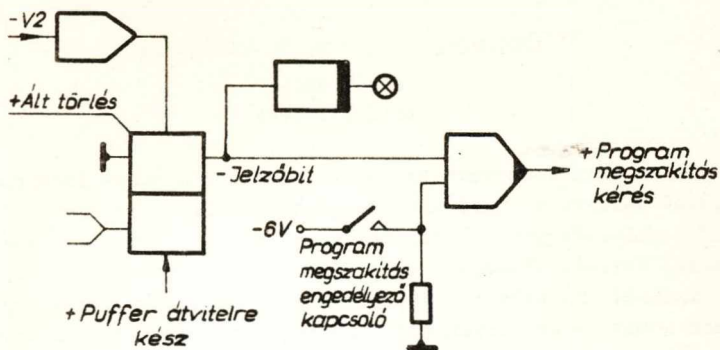 -V2
+Ált törlés
-Jelzőbit
+Program
megszakítás
kérés
-6V
Program
megszakítás
engedélyező
kapcsoló
+Puffer átvitelre
kész